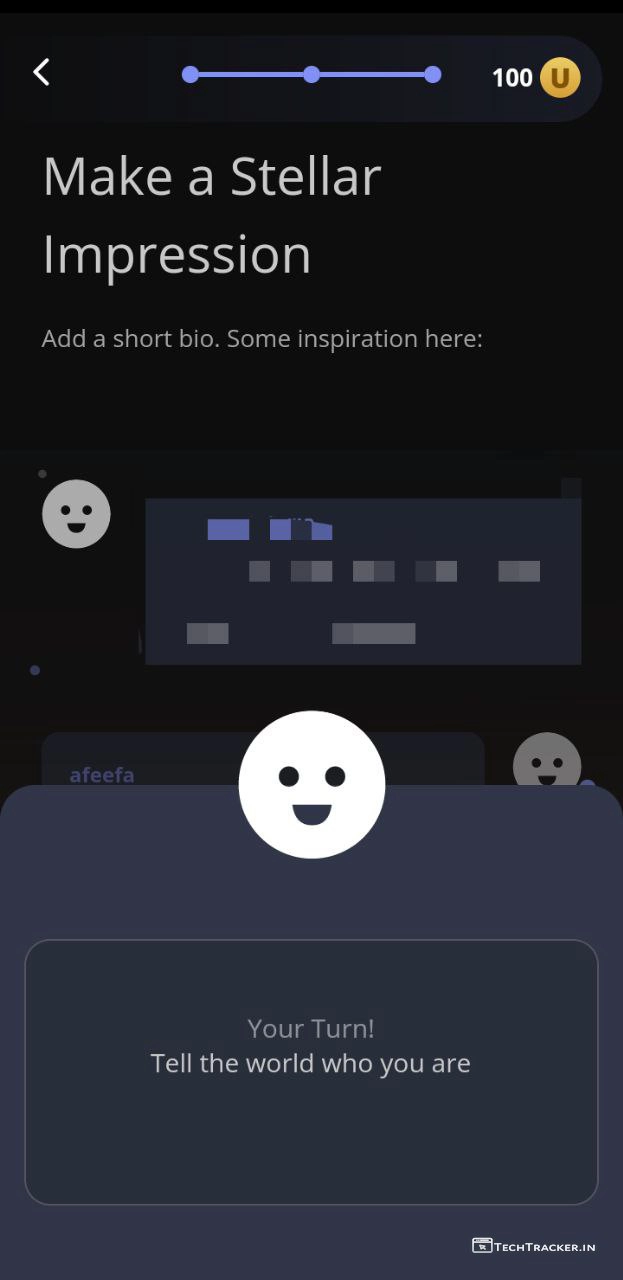 100 U
Make a Stellar
Impression
Add a short bio. Some inspiration here:
afeefa
Your Turn!
Tell the world who you are
TECHTRACKER.IN